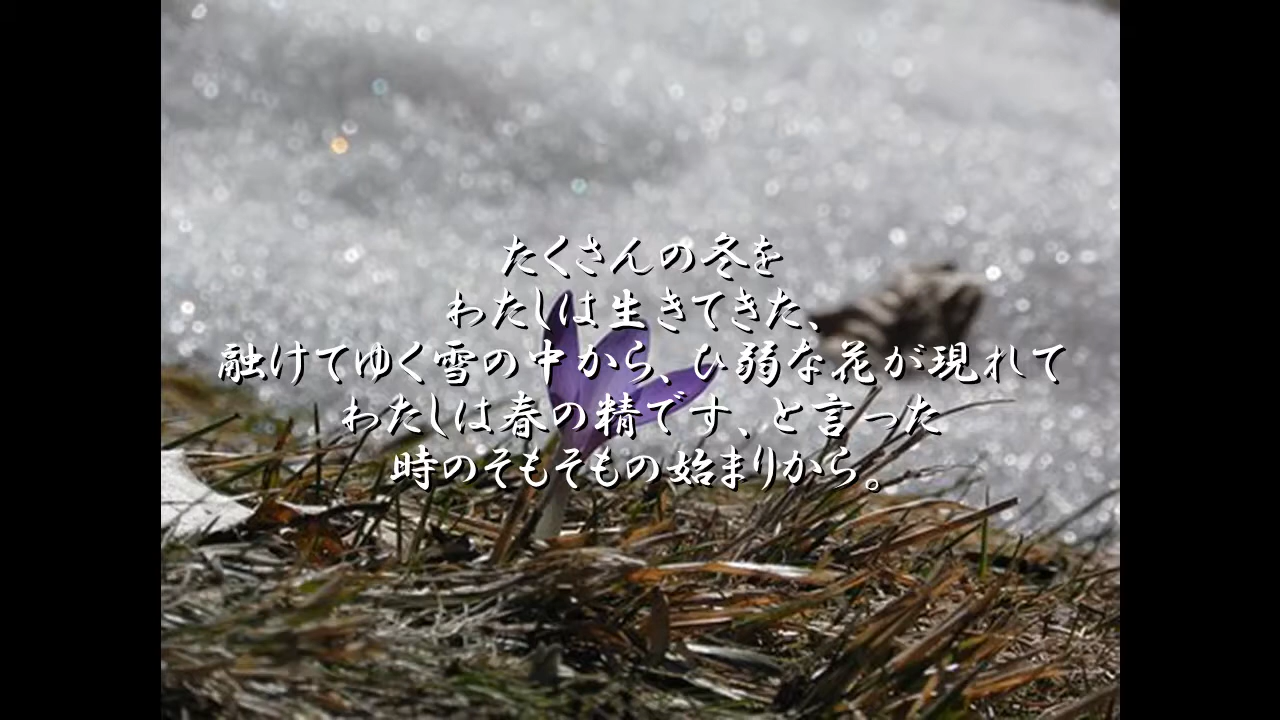 たくさんの冬を
わたしは生きてきた、
融けてゆく雪の中から、ひ弱な花が現れて
わたしは春の精です、と言った
時のそもそもの始まりから。